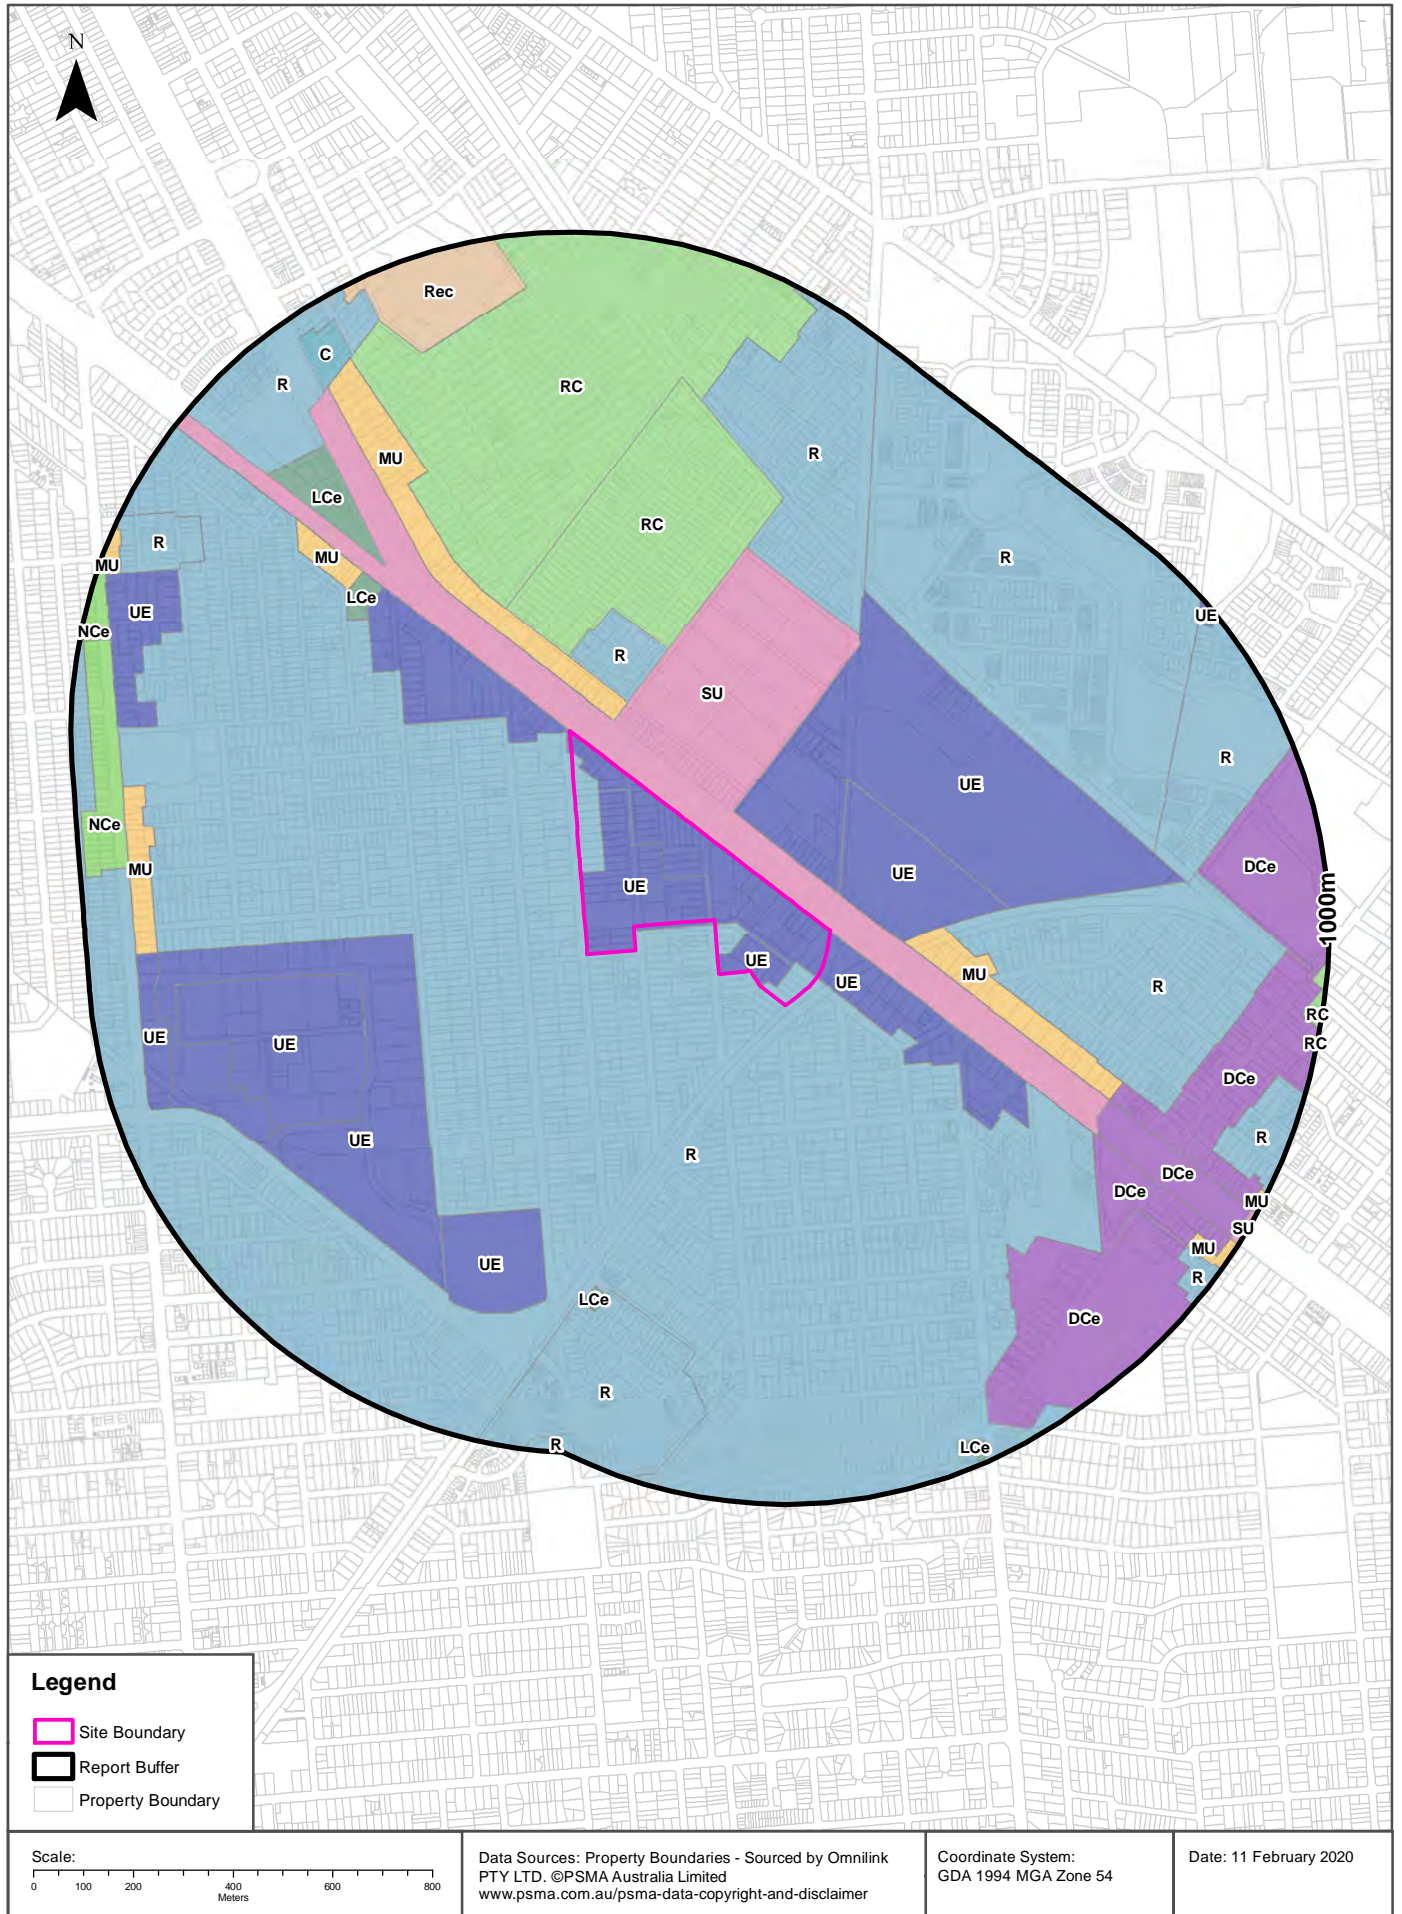 N
Rec
C
R
RC
MU
R
LCe
RC
R
MU
R
MU
LCe
UE
UE
NCe
R
SU
R
UE
NCe
DCe
MU
UE
UE
1000m
UE
MU
UE
R
RC
UE
UE
RC
DCe
UE
R
R
DCe
DCe
MU
SU
MU
UE
R
LCe
DCe
R
R
LCe
Legend
Site Boundary
Report Buffer
Property Boundary
Scale:
0 100 200 400 600 800
Meters
Data Sources: Property Boundaries - Sourced by Omnilink
PTY LTD. ©PSMA Australia Limited
www.psma.com.au/psma-data-copyright-and-disclaimer
Coordinate System:
GDA 1994 MGA Zone 54
Date: 11 February 2020